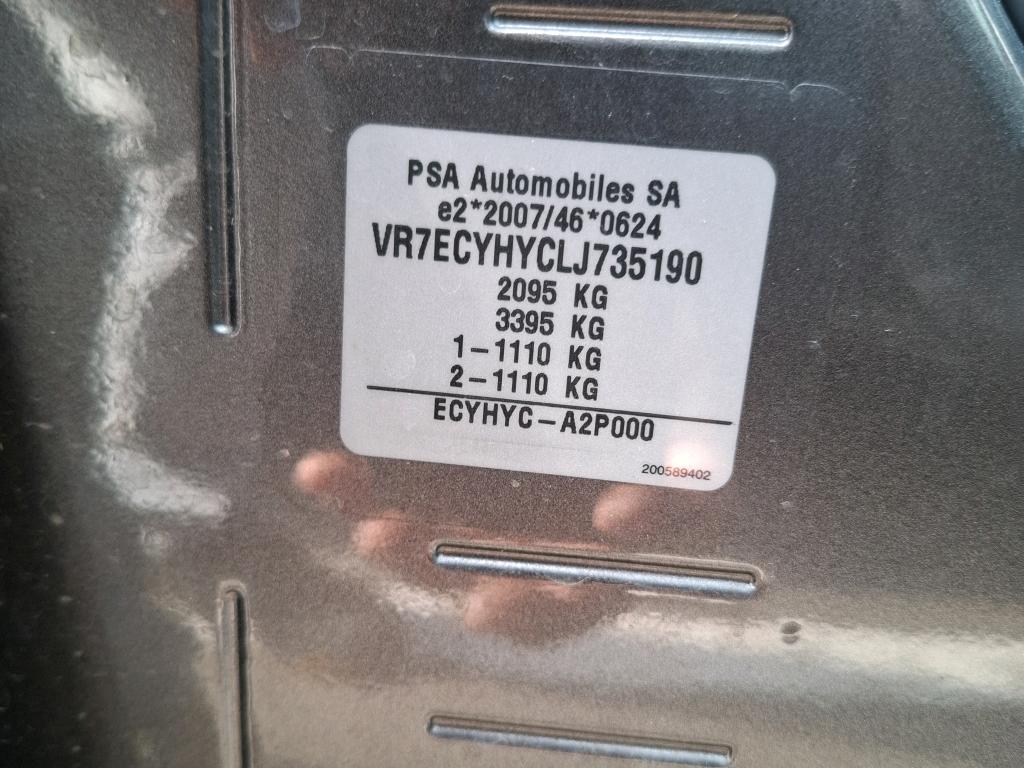 PSA Automobiles SA
e2*2007/46*0624
VR7ECYHYCLJ735190
2095 KG
3395 KG
1-1110 KG
2-1110 KG
ECYHYC-A2P000
200589402